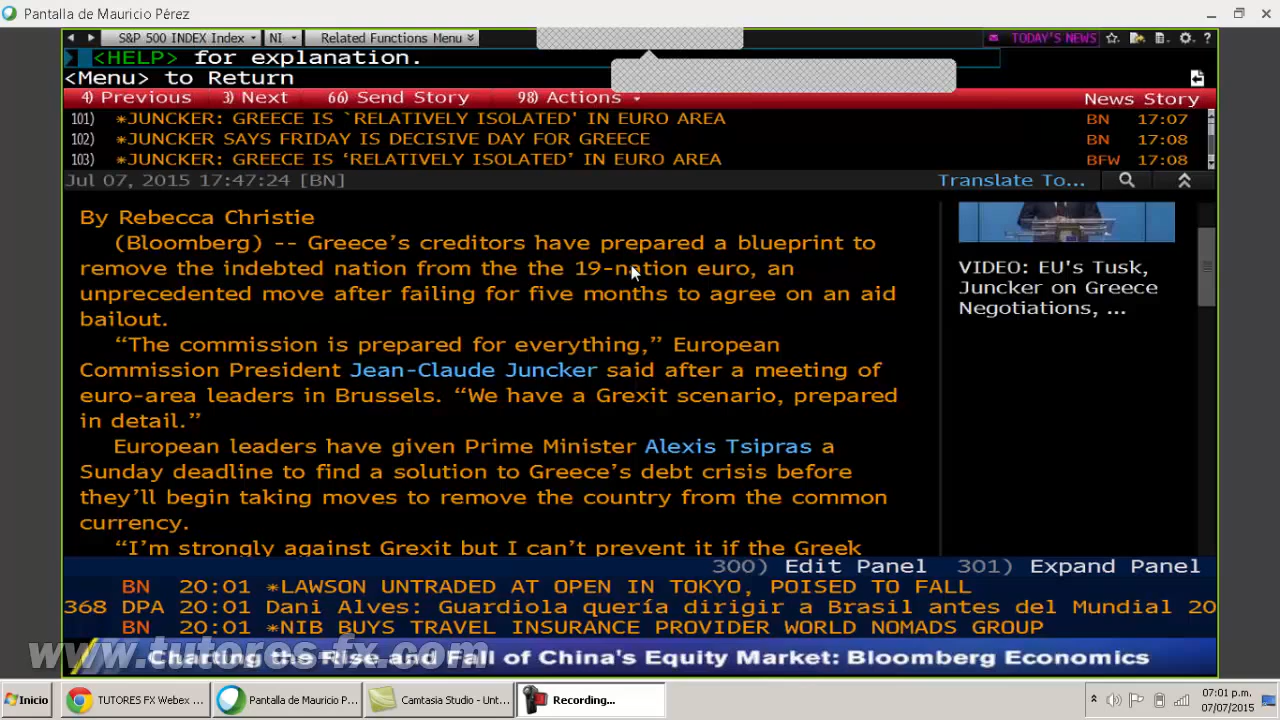 Pantalla de Mauricio Pérez
S&P 500 INDEX Index NI Related Functions Menu TODAY'S NEWS ?
<HELP> for explanation.
<Menu> to Return
4) Previous 3) Next 66) Send Story 98) Actions News Story
101) *JUNCKER: GREECE IS `RELATIVELY ISOLATED' IN EURO AREA BN 17:07
102) *JUNCKER SAYS FRIDAY IS DECISIVE DAY FOR GREECE BN 17:08
103) *JUNCKER: GREECE IS ‘RELATIVELY ISOLATED’ IN EURO AREA BFW 17:08
Jul 07, 2015 17:47:24 [BN] Translate To...
By Rebecca Christie
(Bloomberg) -- Greece’s creditors have prepared a blueprint to
remove the indebted nation from the the 19-nation euro, an
unprecedented move after failing for five months to agree on an aid
bailout.
“The commission is prepared for everything,” European
Commission President Jean-Claude Juncker said after a meeting of
euro-area leaders in Brussels. “We have a Grexit scenario, prepared
in detail.”
European leaders have given Prime Minister Alexis Tsipras a
Sunday deadline to find a solution to Greece’s debt crisis before
they’ll begin taking moves to remove the country from the common
currency.
“I’m strongly against Grexit but I can’t prevent it if the Greek
VIDEO: EU's Tusk,
Juncker on Greece
Negotiations, ...
300) Edit Panel 301) Expand Panel
BN 20:01 *LAWSON UNTRADED AT OPEN IN TOKYO, POISED TO FALL
368 DPA 20:01 Dani Alves: Guardiola quería dirigir a Brasil antes del Mundial 20
BN 20:01 *NIB BUYS TRAVEL INSURANCE PROVIDER WORLD NOMADS GROUP
www.tutores-fx.com
Charting the Rise and Fall of China's Equity Market: Bloomberg Economics
Inicio TUTORES FX Webex ... Pantalla de Mauricio P... Camtasia Studio - Unt... Recording... 07:01 p.m.
07/07/2015